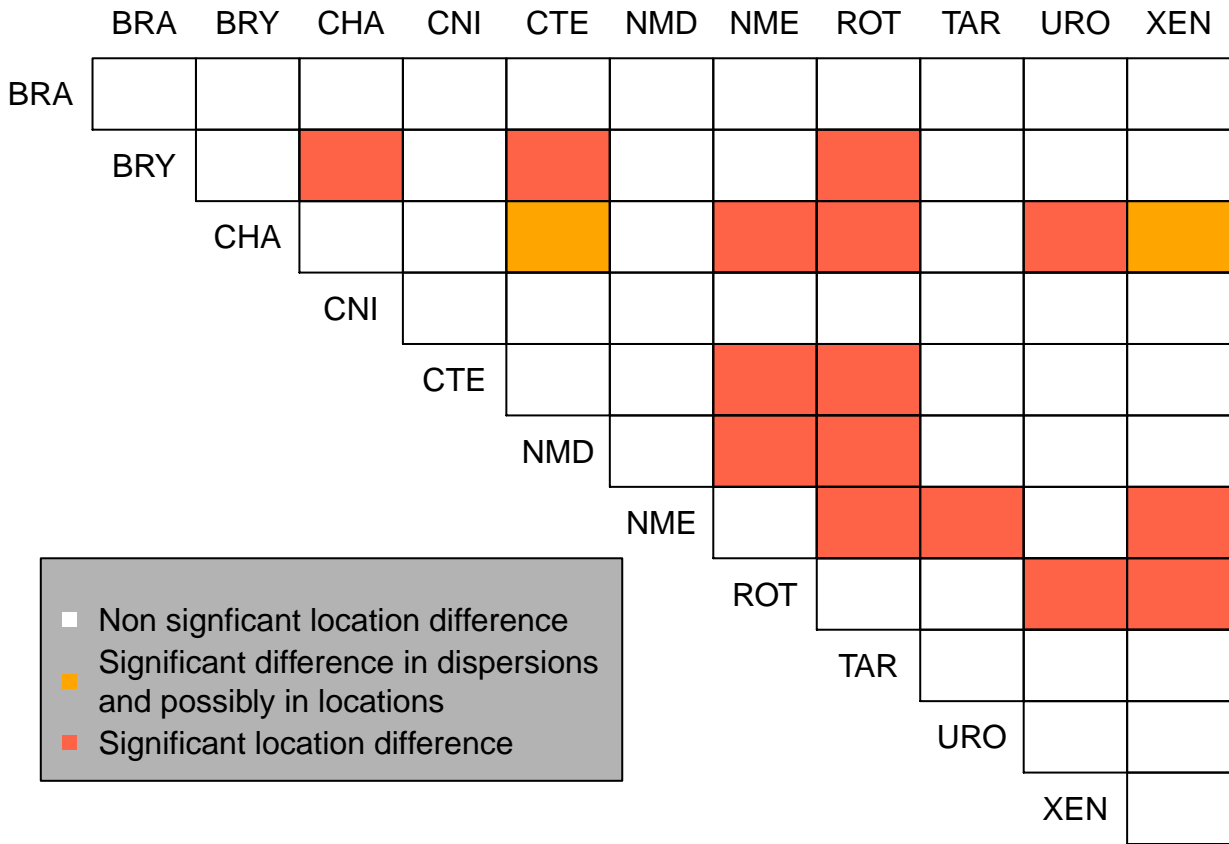 BRA BRY CHA CNI CTE NMD NME ROT TAR URO XEN
BRA
BRY
CHA
CNI
CTE
NMD
NME
ROT
TAR
URO
XEN
Non signficant location difference
Significant difference in dispersions
and possibly in locations
Significant location difference